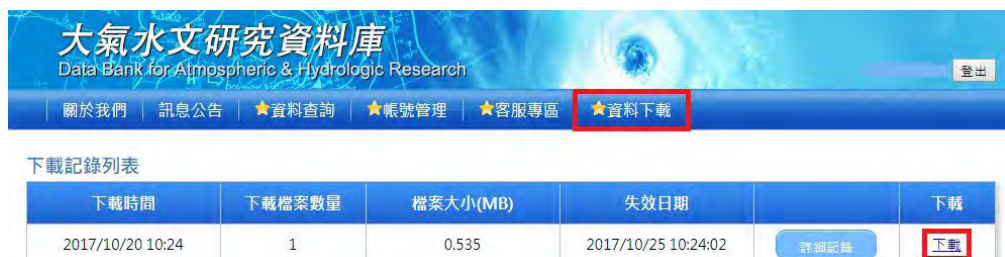 大氣水文研究資料庫
Data Bank for Atmospheric & Hydrologic Research
登出
關於我們 訊息公告 ★資料查詢 ★帳號管理 ★客服專區 ★資料下載
下載記錄列表
下載時間 下載檔案數量 檔案大小(MB) 失效日期 下載
2017/10/20 10:24 1 0.535 2017/10/25 10:24:02 詳細記錄 下載